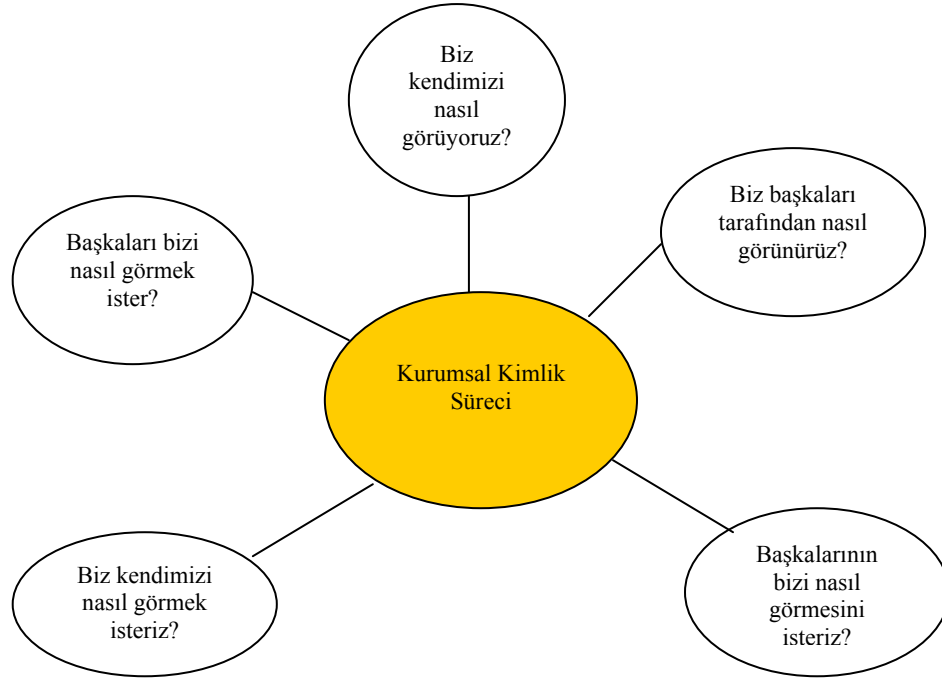 Biz
kendimizi
nasıl
görüyoruz?
Biz başkaları
tarafından nasıl
görünürüz?
Başkaları bizi
nasıl görmek
ister?
Kurumsal Kimlik
Süreci
Biz kendimizi
nasıl görmek
isteriz?
Başkalarının
bizi nasıl
görmesini
isteriz?